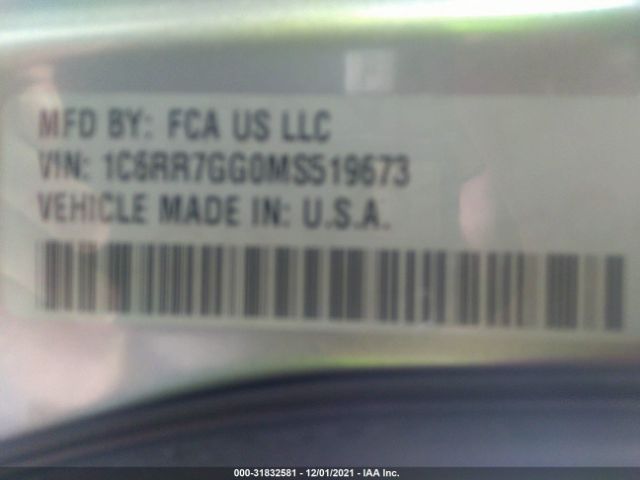 MFD BY: FCA US LLC
VIN: 1C6RR7GG0MS519673
VEHICLE MADE IN: U.S.A.
000-31832581 - 12/01/2021 - IAA Inc.